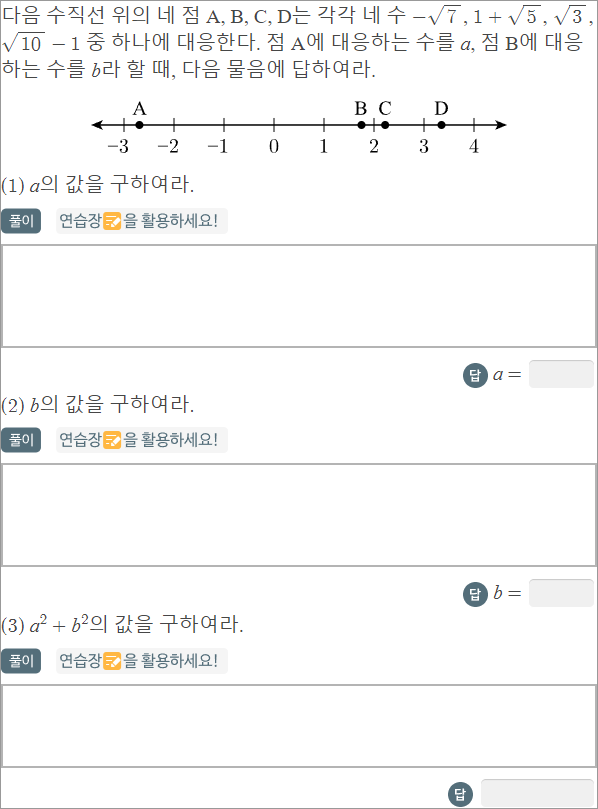 다음 수직선 위의 네 점 A, B, C, D는 각각 네 수 −√7, 1 + √5, √3,
√10 − 1 중 하나에 대응한다. 점 A에 대응하는 수를 a, 점 B에 대응
하는 수를 b라 할 때, 다음 물음에 답하여라.
A B C D
−3 −2 −1 0 1 2 3 4
(1) a의 값을 구하여라.
풀이 연습장을 활용하세요!
답 a =
(2) b의 값을 구하여라.
풀이 연습장을 활용하세요!
답 b =
(3) a² + b²의 값을 구하여라.
풀이 연습장을 활용하세요!
답